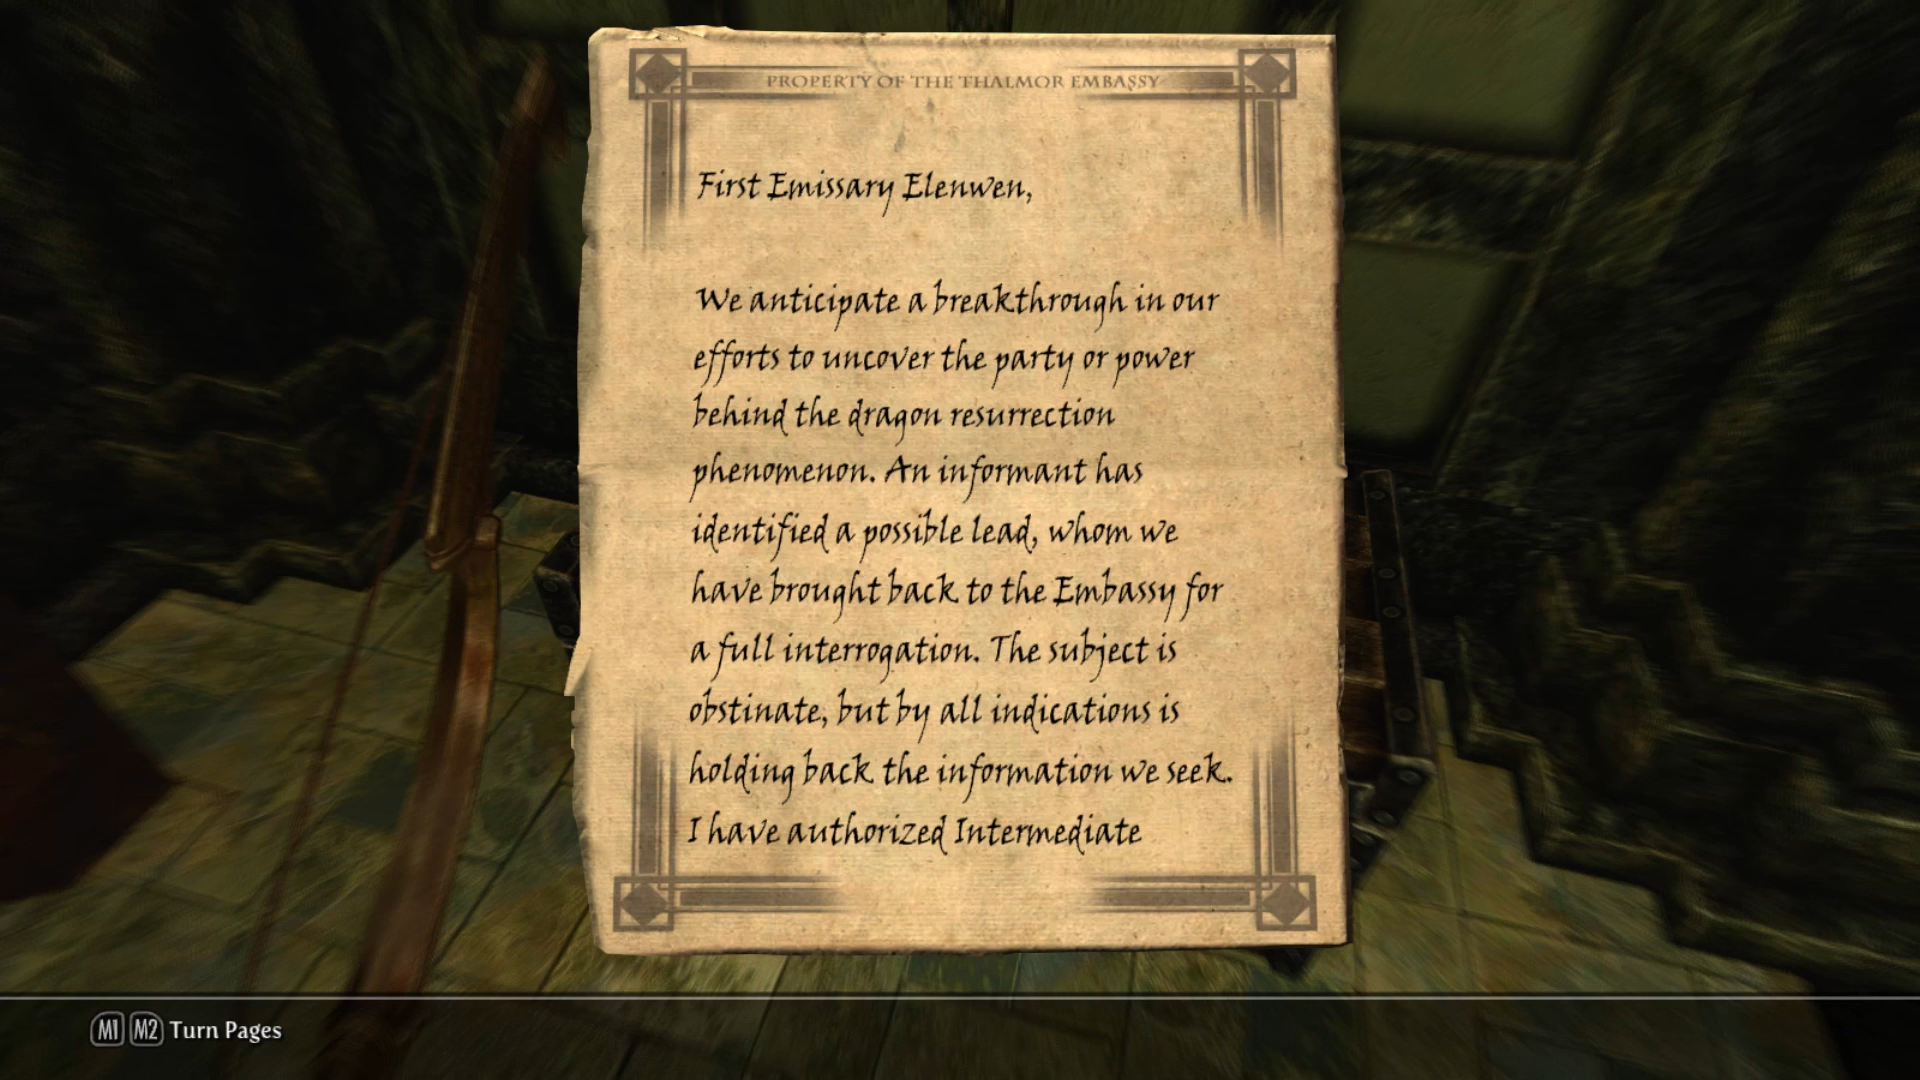 PROPERTY OF THE THALMOR EMBASSY
First Emissary Elenwen,
We anticipate a breakthrough in our
efforts to uncover the party or power
behind the dragon resurrection
phenomenon. An informant has
identified a possible lead, whom we
have brought back to the Embassy for
a full interrogation. The subject is
obstinate, but by all indications is
holding back the information we seek.
I have authorized Intermediate
M1 M2 Turn Pages